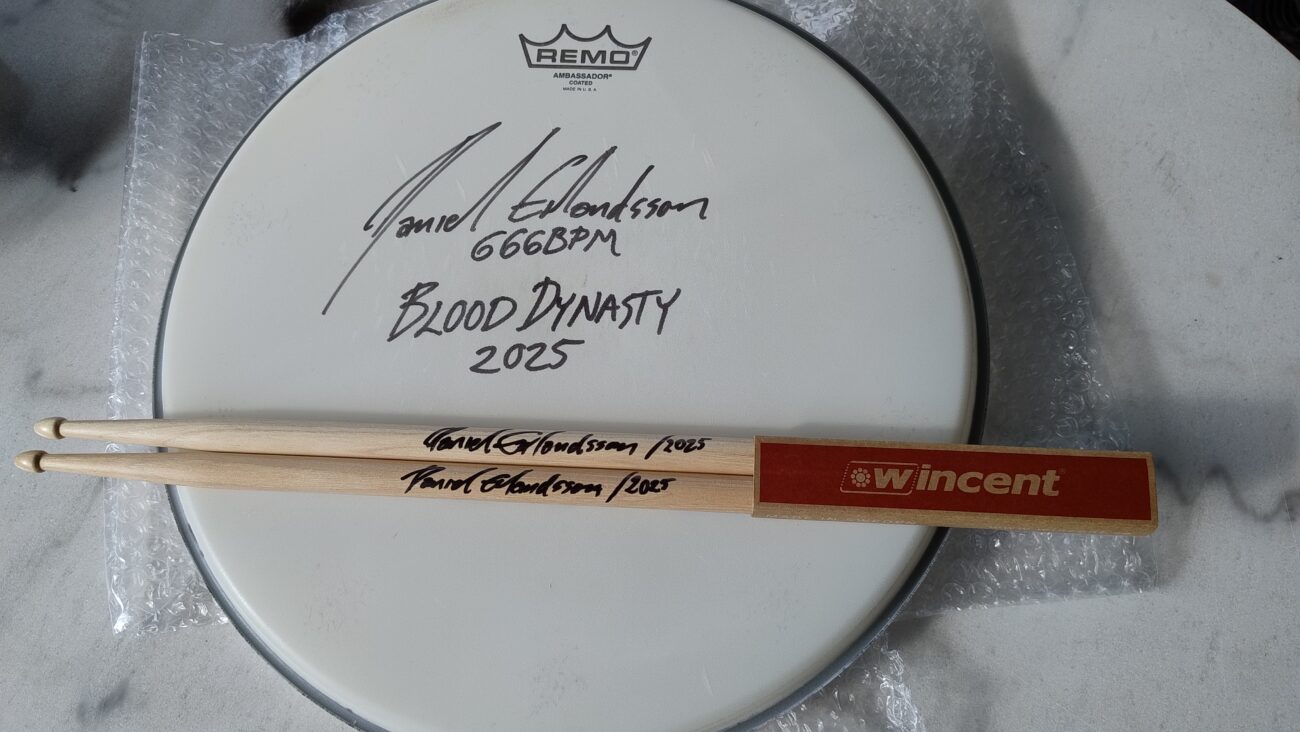 REMO®
AMBASSADOR®
COATED
MADE IN U S A
Daniel Erlandsson
666BPM
BLOOD DYNASTY
2025
Daniel Erlandsson /2025
Daniel Erlandsson /2025
wincent®